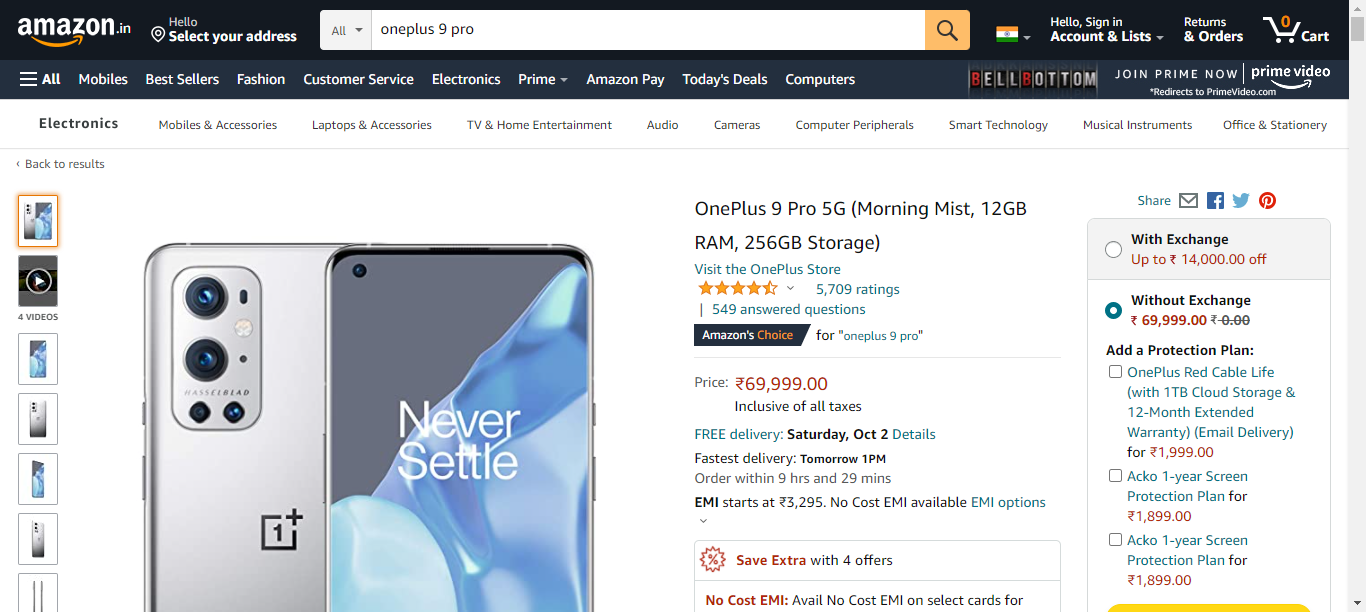 amazon.in
Hello
Select your address
All
oneplus 9 pro
Hello, Sign in
Account & Lists
Returns
& Orders
0
Cart
All Mobiles Best Sellers Fashion Customer Service Electronics Prime Amazon Pay Today's Deals Computers
BELLBOTTOM
JOIN PRIME NOW
prime video
*Redirects to PrimeVideo.com
Electronics Mobiles & Accessories Laptops & Accessories TV & Home Entertainment Audio Cameras Computer Peripherals Smart Technology Musical Instruments Office & Stationery
‹ Back to results
4 VIDEOS
HASSELBLAD
Never
Settle
1+
OnePlus 9 Pro 5G (Morning Mist, 12GB
RAM, 256GB Storage)
Visit the OnePlus Store
5,709 ratings
| 549 answered questions
Amazon's Choice for "oneplus 9 pro"
Price: ₹69,999.00
Inclusive of all taxes
FREE delivery: Saturday, Oct 2 Details
Fastest delivery: Tomorrow 1PM
Order within 9 hrs and 29 mins
EMI starts at ₹3,295. No Cost EMI available EMI options
Save Extra with 4 offers
No Cost EMI: Avail No Cost EMI on select cards for
Share
With Exchange
Up to ₹ 14,000.00 off
Without Exchange
₹ 69,999.00 ₹ 0.00
Add a Protection Plan:
OnePlus Red Cable Life
(with 1TB Cloud Storage &
12-Month Extended
Warranty) (Email Delivery)
for ₹1,999.00
Acko 1-year Screen
Protection Plan for
₹1,899.00
Acko 1-year Screen
Protection Plan for
₹1,899.00